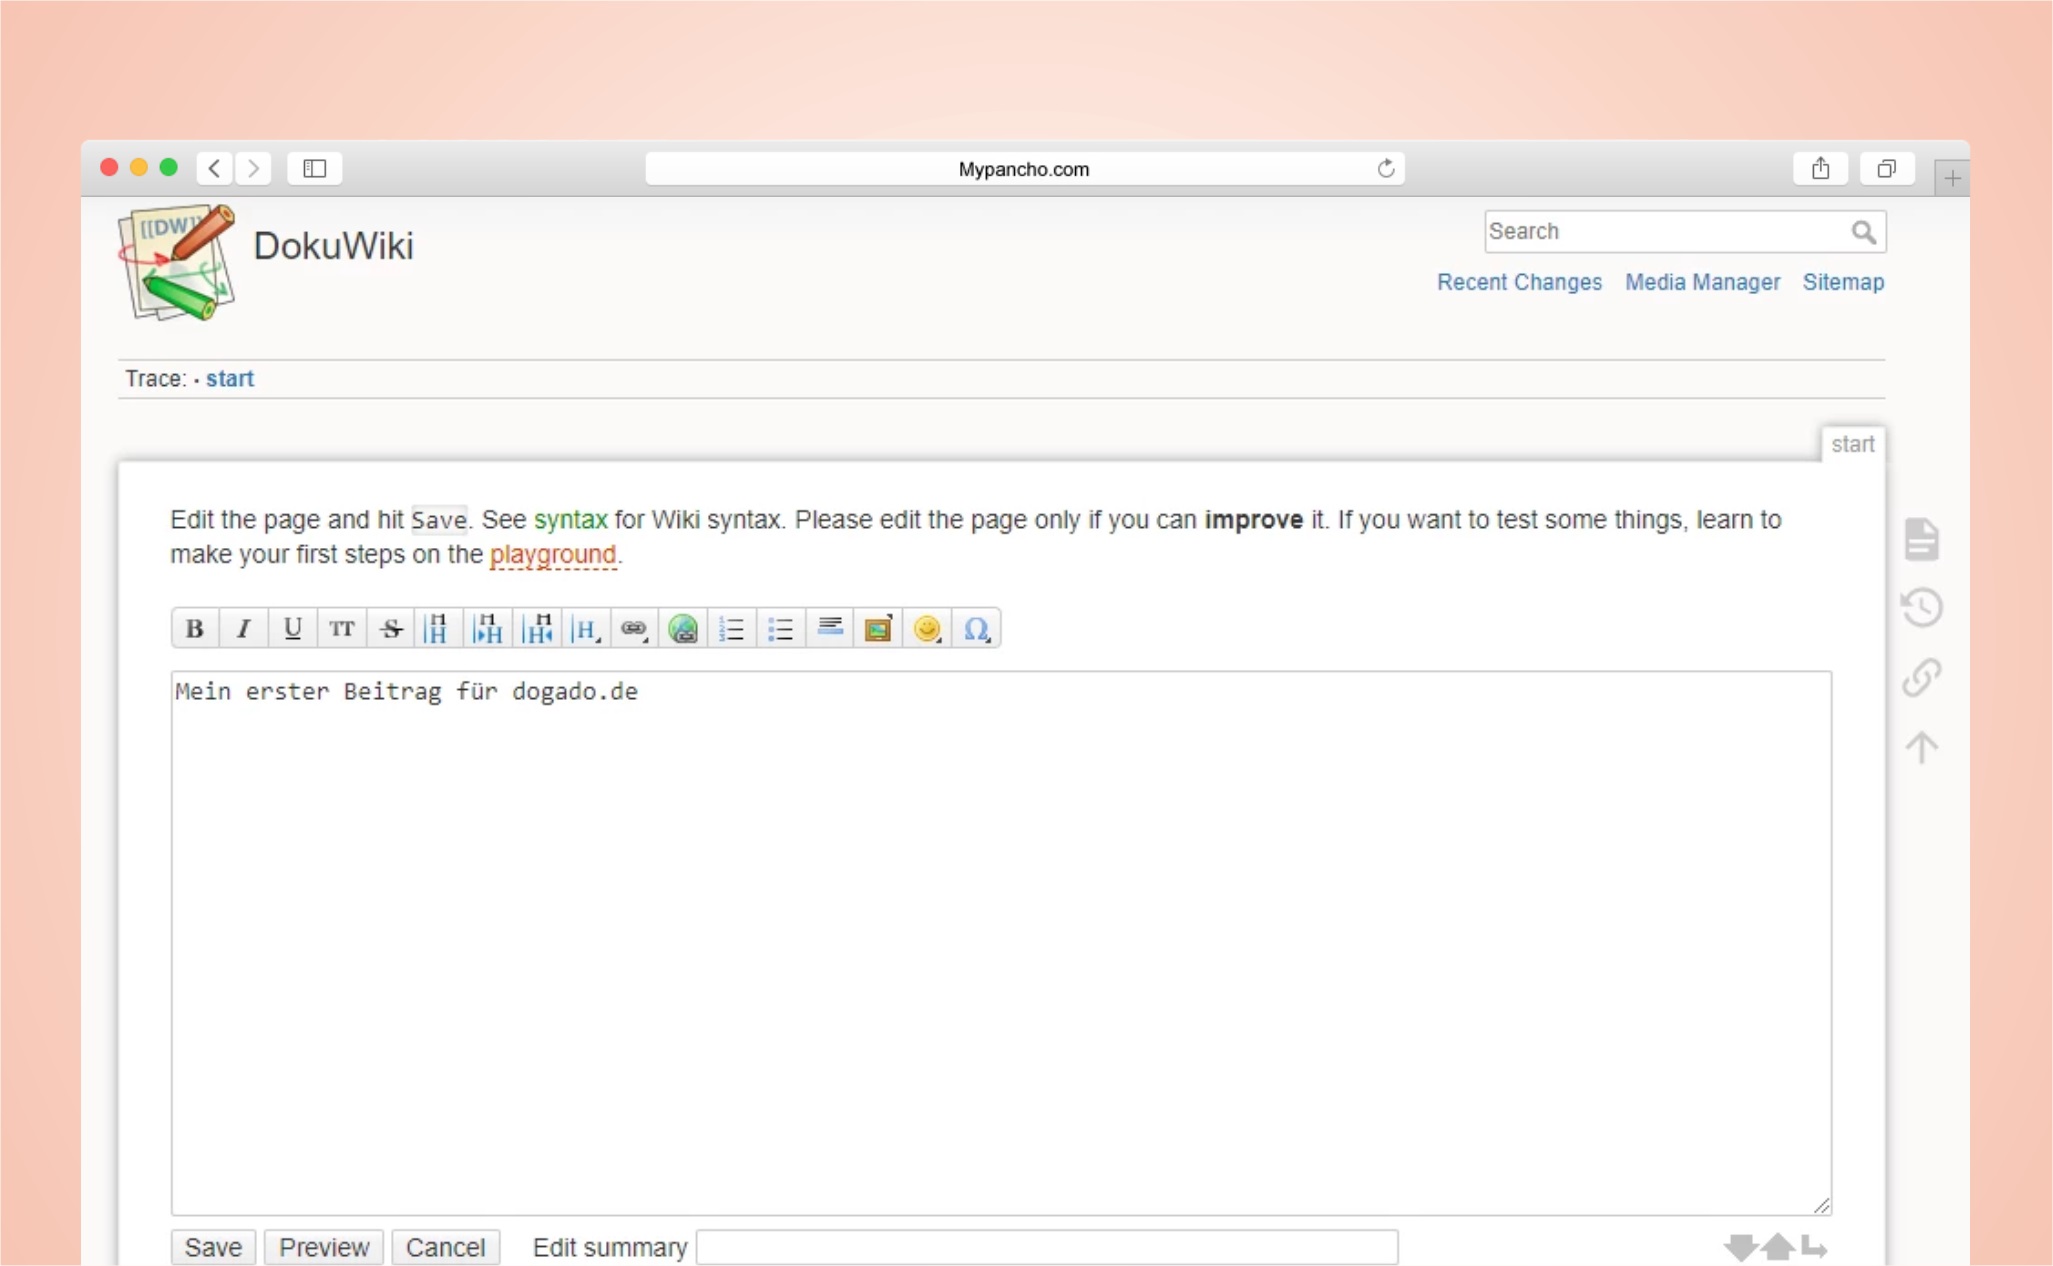 Mypancho.com
[[DW]]
DokuWiki
Search
Recent Changes Media Manager Sitemap
Trace: • start
start
Edit the page and hit Save. See syntax for Wiki syntax. Please edit the page only if you can improve it. If you want to test some things, learn to
make your first steps on the playground.
B I U TT S H H H H H H H Ω
Mein erster Beitrag für dogado.de
Save Preview Cancel Edit summary